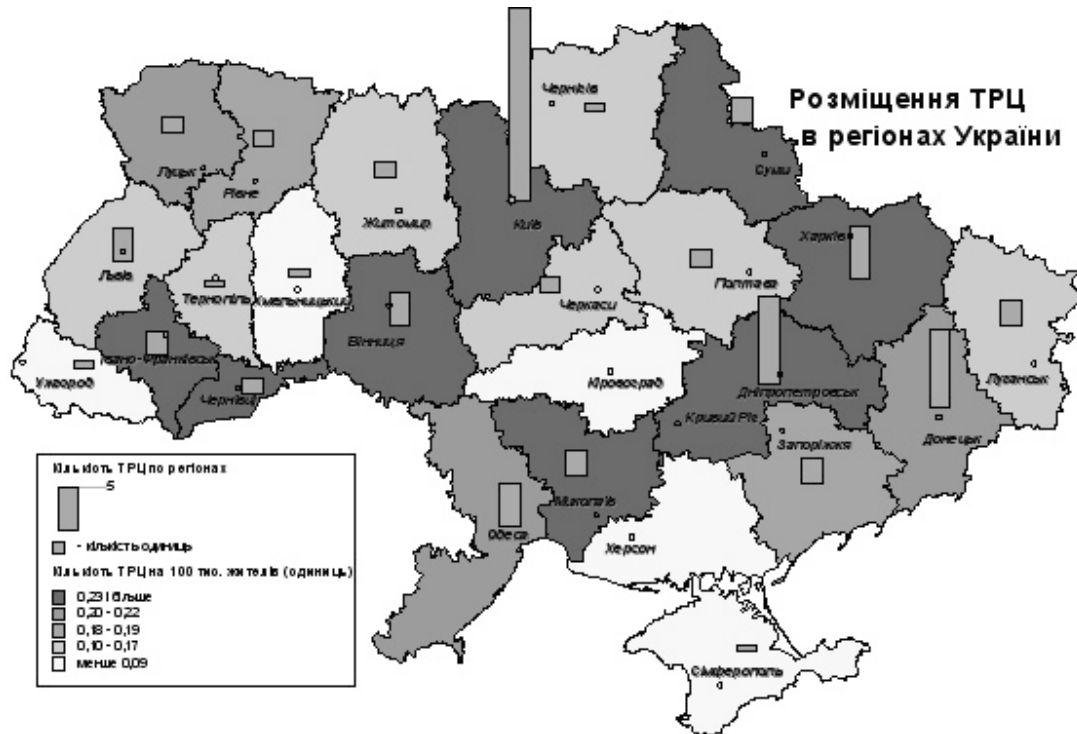 Розміщення ТРЦ
в регіонах України
Чернігів
Суми
Луцьк
Рівне
Житомир
Київ
Харків
Львів
Тернопіль
Хмельницький
Черкаси
Полтава
Вінниця
Івано-Франківськ
Ужгород
Чернівці
Кіровоград
Дніпропетровськ
Луганськ
Кривий Ріг
Запоріжжя
Донецьк
Миколаїв
Одеса
Херсон
Сімферополь
Кількість ТРЦ по регіонах
5
- кількість одиниць
Кількість ТРЦ на 100 тис. жителів (одиниць)
0,23 і більше
0,20 - 0,22
0,18 - 0,19
0,10 - 0,17
менше 0,09